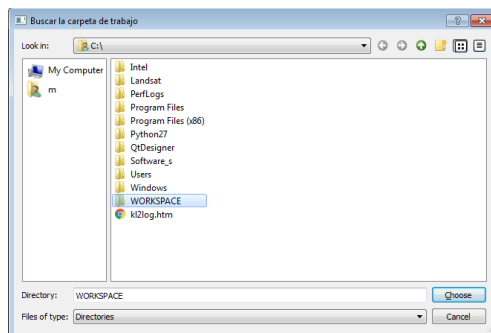 Buscar la carpeta de trabajo
Look in: C:\
My Computer
m
Intel
Landsat
PerfLogs
Program Files
Program Files (x86)
Python27
QtDesigner
Software_s
Users
Windows
WORKSPACE
kl2log.htm
Directory: WORKSPACE Choose
Files of type: Directories Cancel